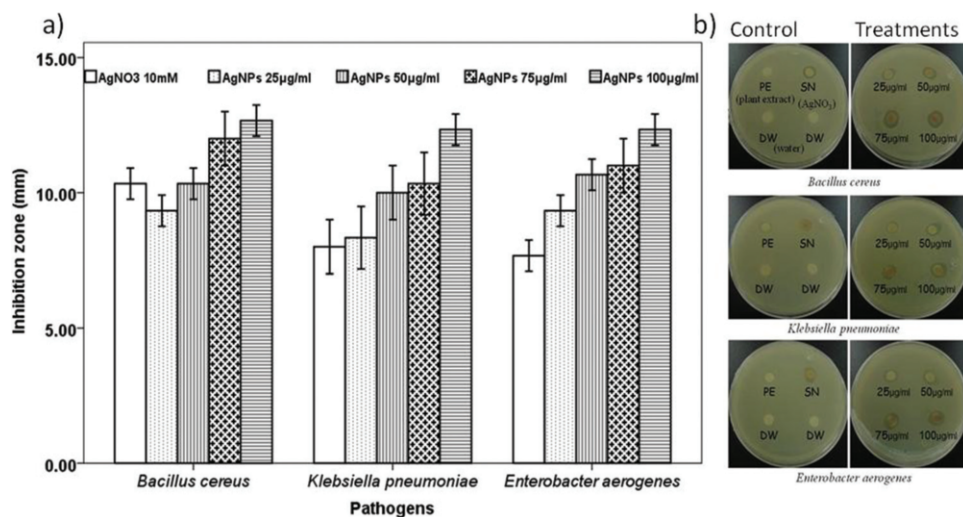 a)
15.00
10.00
5.00
0.00
Inhibition zone (mm)
AgNO3 10mM AgNPs 25µg/ml AgNPs 50µg/ml AgNPs 75µg/ml AgNPs 100µg/ml
Bacillus cereus Klebsiella pneumoniae Enterobacter aerogenes
Pathogens
b)
Control Treatments
PE SN
(plant extract) (AgNO3)
DW DW
(water)
25µg/ml 50µg/ml
75µg/ml 100µg/ml
Bacillus cereus
PE SN
DW DW
25µg/ml 50µg/ml
75µg/ml 100µg/ml
Klebsiella pneumoniae
PE SN
DW DW
25µg/ml 50µg/ml
75µg/ml 100µg/ml
Enterobacter aerogenes